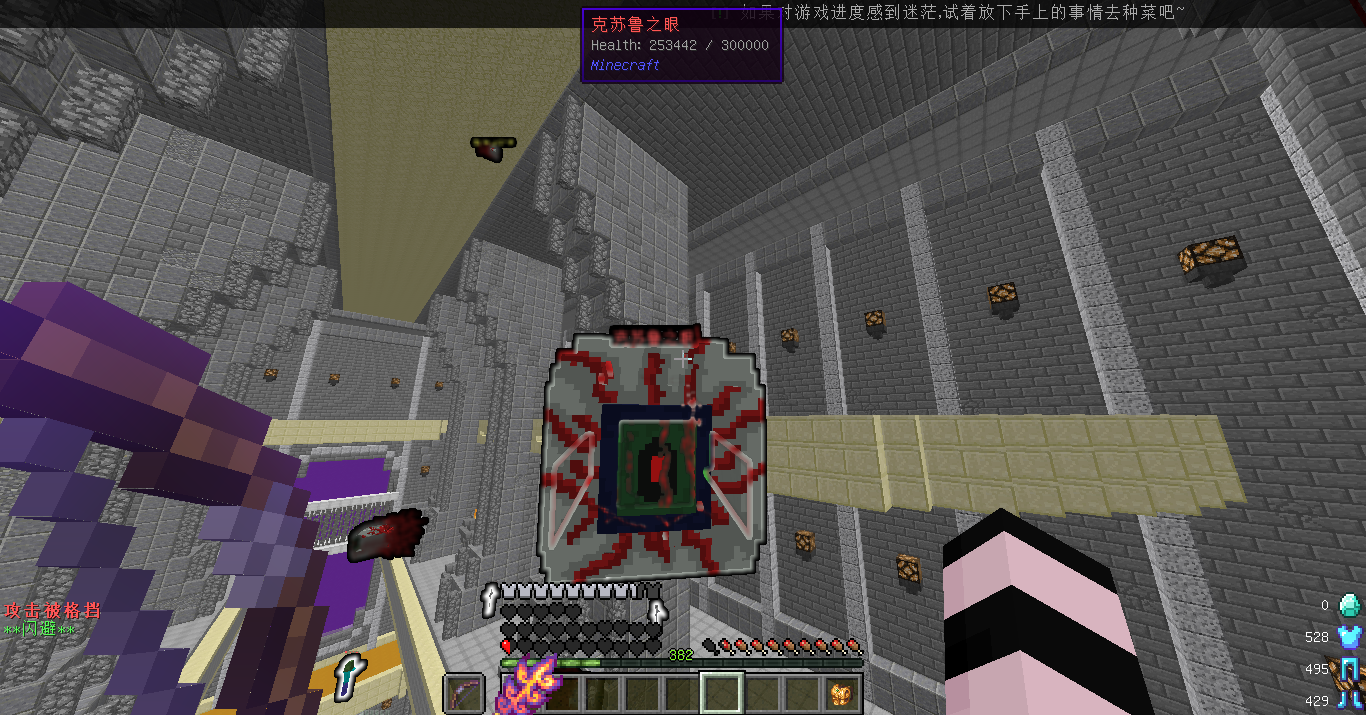 [!] 如果对游戏进度感到迷茫,试着放下手上的事情去种菜吧~
克苏鲁之眼
Health: 253442 / 300000
Minecraft
攻击被格挡
**闪避**
382
0
528
495
429